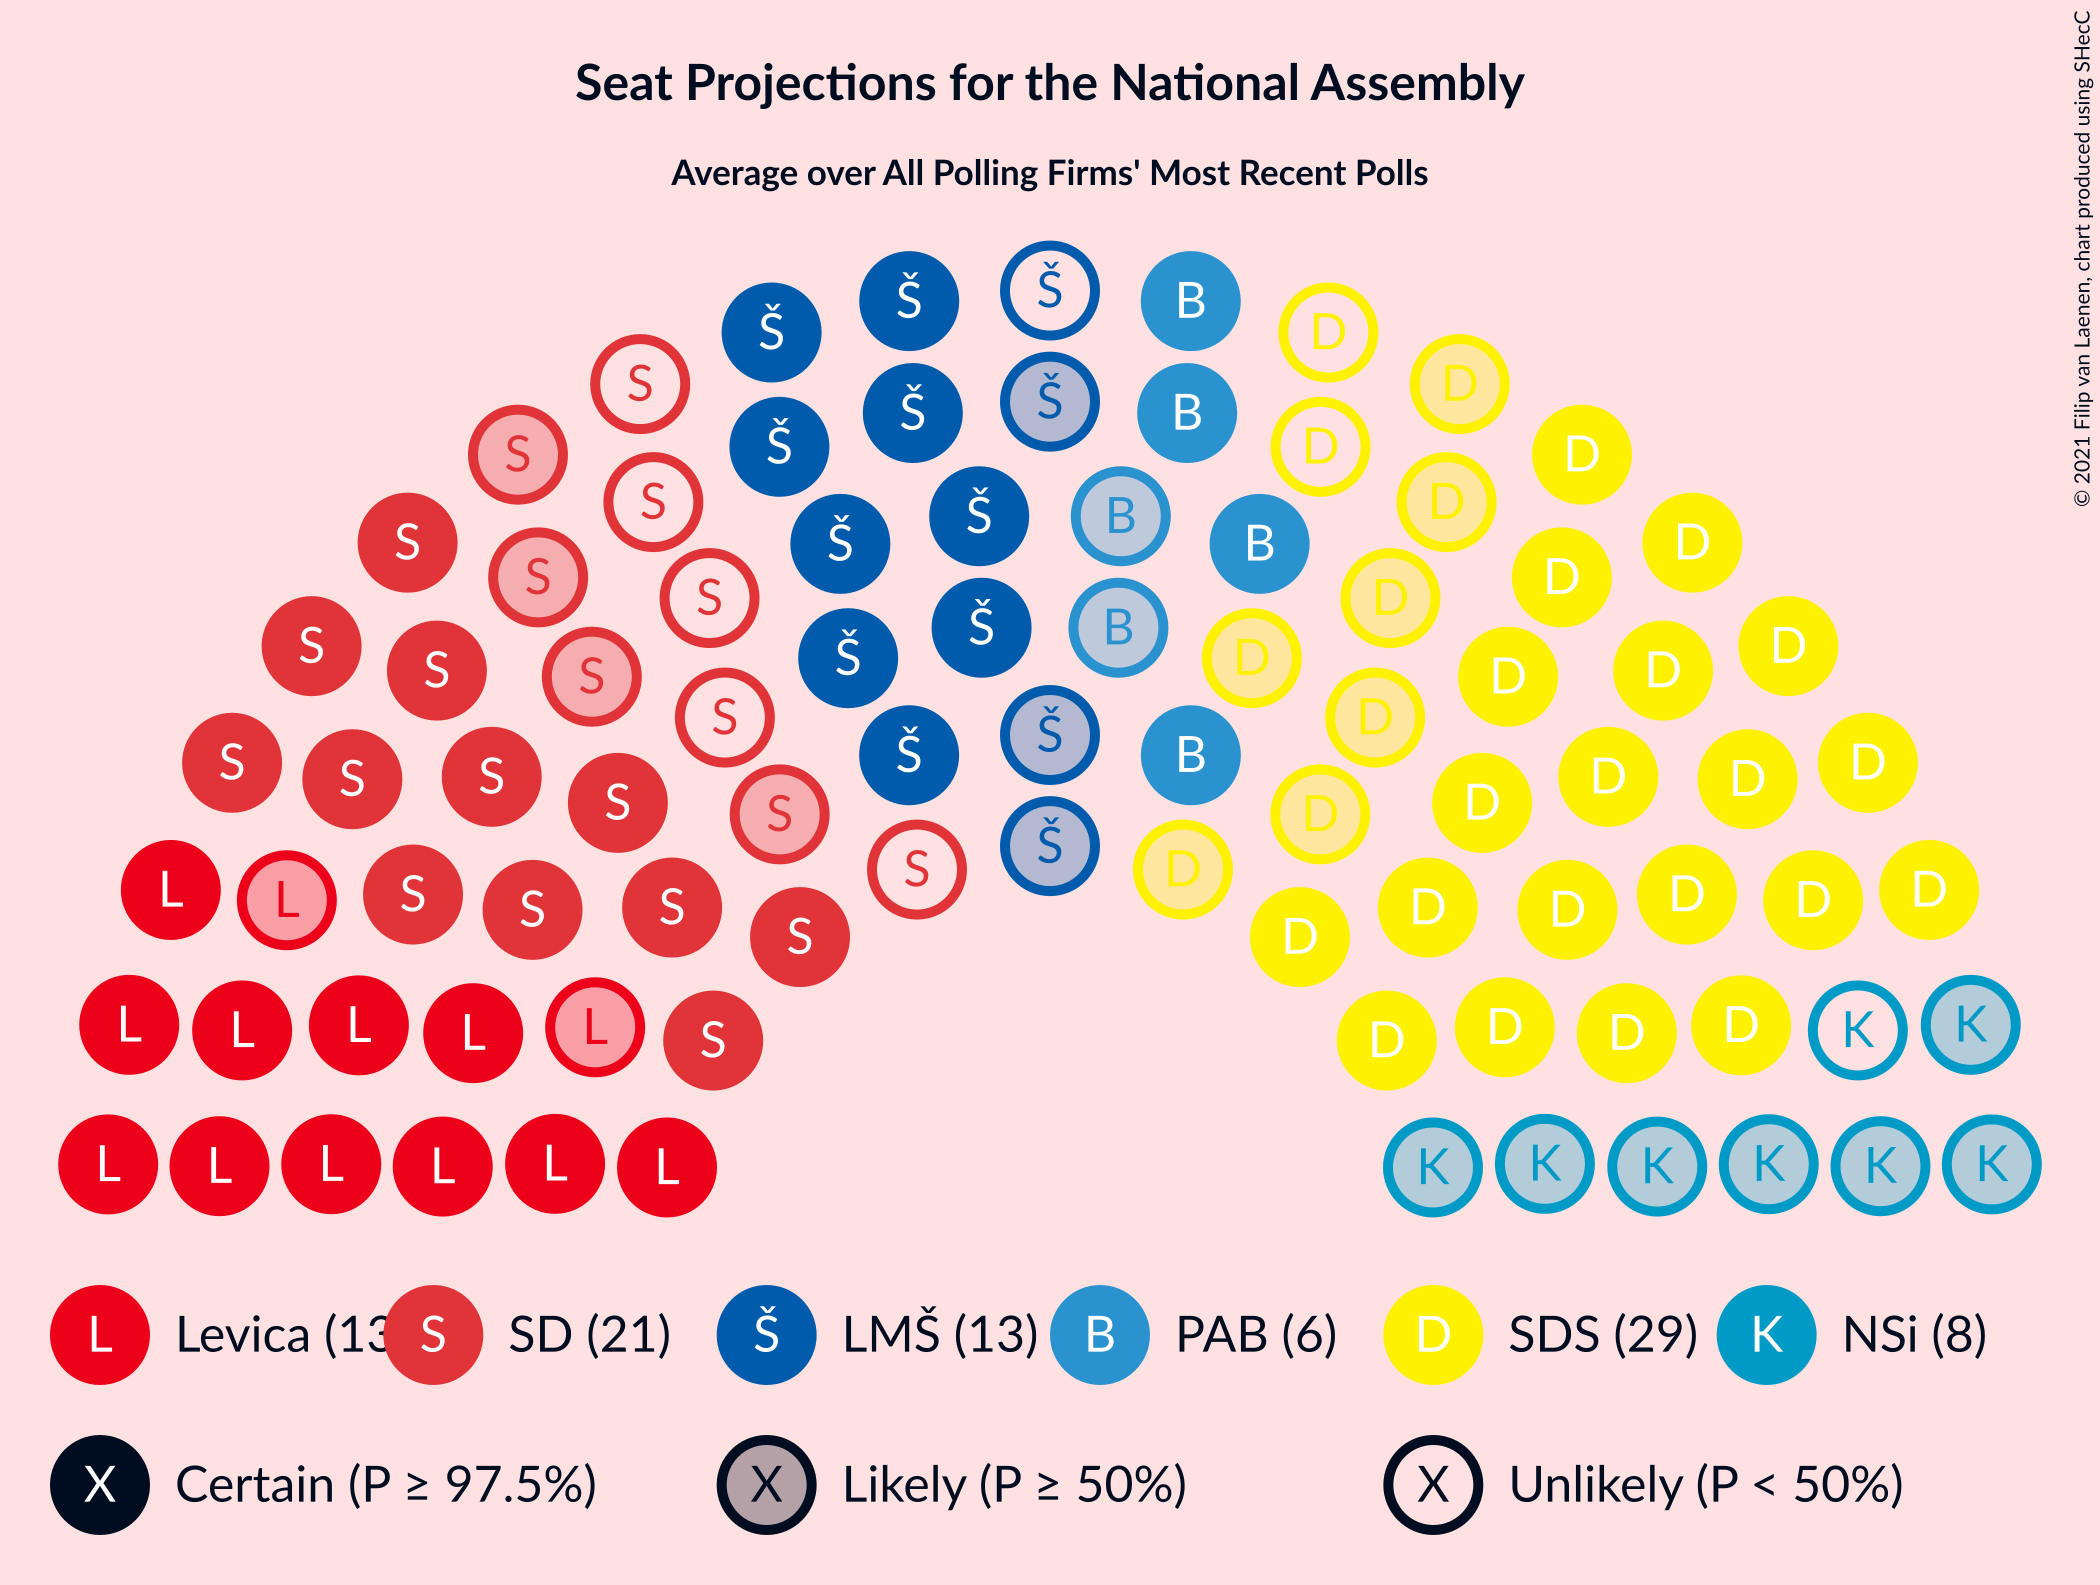 Seat Projections for the National Assembly
Average over All Polling Firms' Most Recent Polls
© 2021 Filip van Laenen, chart produced using SHecC
Š Š Š B D
S Š Š Š B D D
S S Š Š B B D D D
S S S Š Š B B D D D D
S S S S Š Š B D D D D D
S S S S S Š Š B D D D D D
L L S S S S S Š D D D D D D D
L L L L L S D D D D D K K
L L L L L L K K K K K K
L Levica (13 S SD (21) Š LMŠ (13) B PAB (6) D SDS (29) K NSi (8)
X Certain (P ≥ 97.5%) X Likely (P ≥ 50%) X Unlikely (P < 50%)